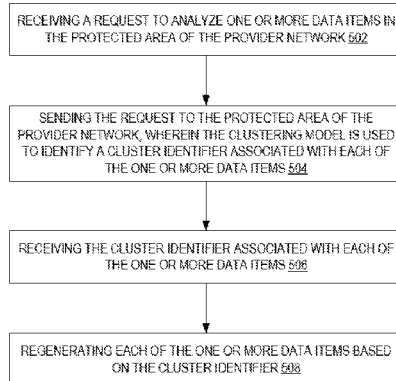 RECEIVING A REQUEST TO ANALYZE ONE OR MORE DATA ITEMS IN
THE PROTECTED AREA OF THE PROVIDER NETWORK 502
SENDING THE REQUEST TO THE PROTECTED AREA OF THE
PROVIDER NETWORK, WHEREIN THE CLUSTERING MODEL IS USED
TO IDENTIFY A CLUSTER IDENTIFIER ASSOCIATED WITH EACH OF
THE ONE OR MORE DATA ITEMS 504
RECEIVING THE CLUSTER IDENTIFIER ASSOCIATED WITH EACH OF
THE ONE OR MORE DATA ITEMS 506
REGENERATING EACH OF THE ONE OR MORE DATA ITEMS BASED
ON THE CLUSTER IDENTIFIER 508